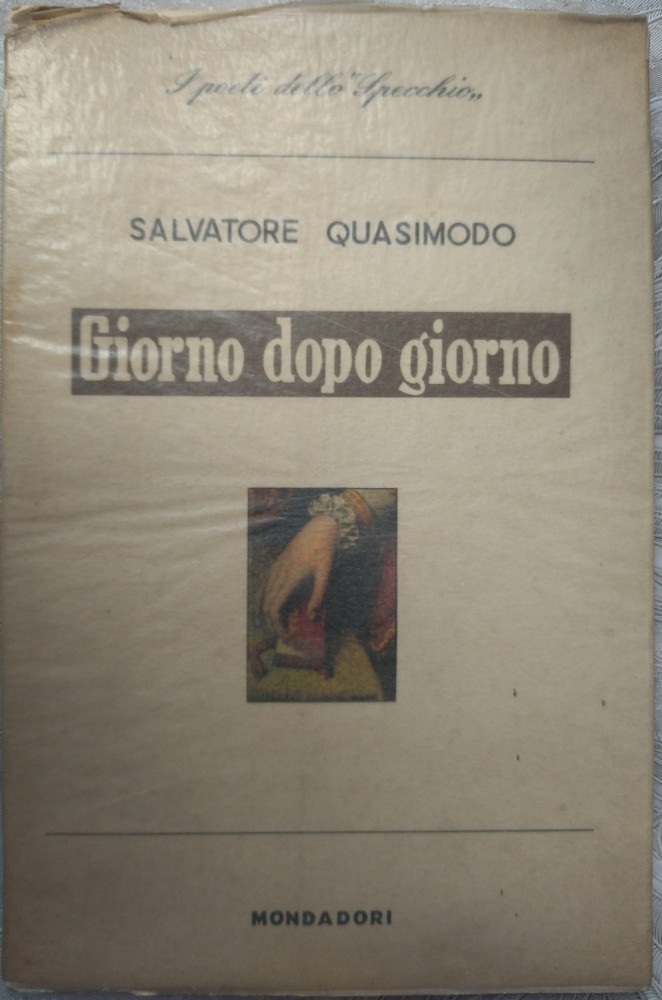 I poeti dello "Specchio„
SALVATORE QUASIMODO
Giorno dopo giorno
MONDADORI